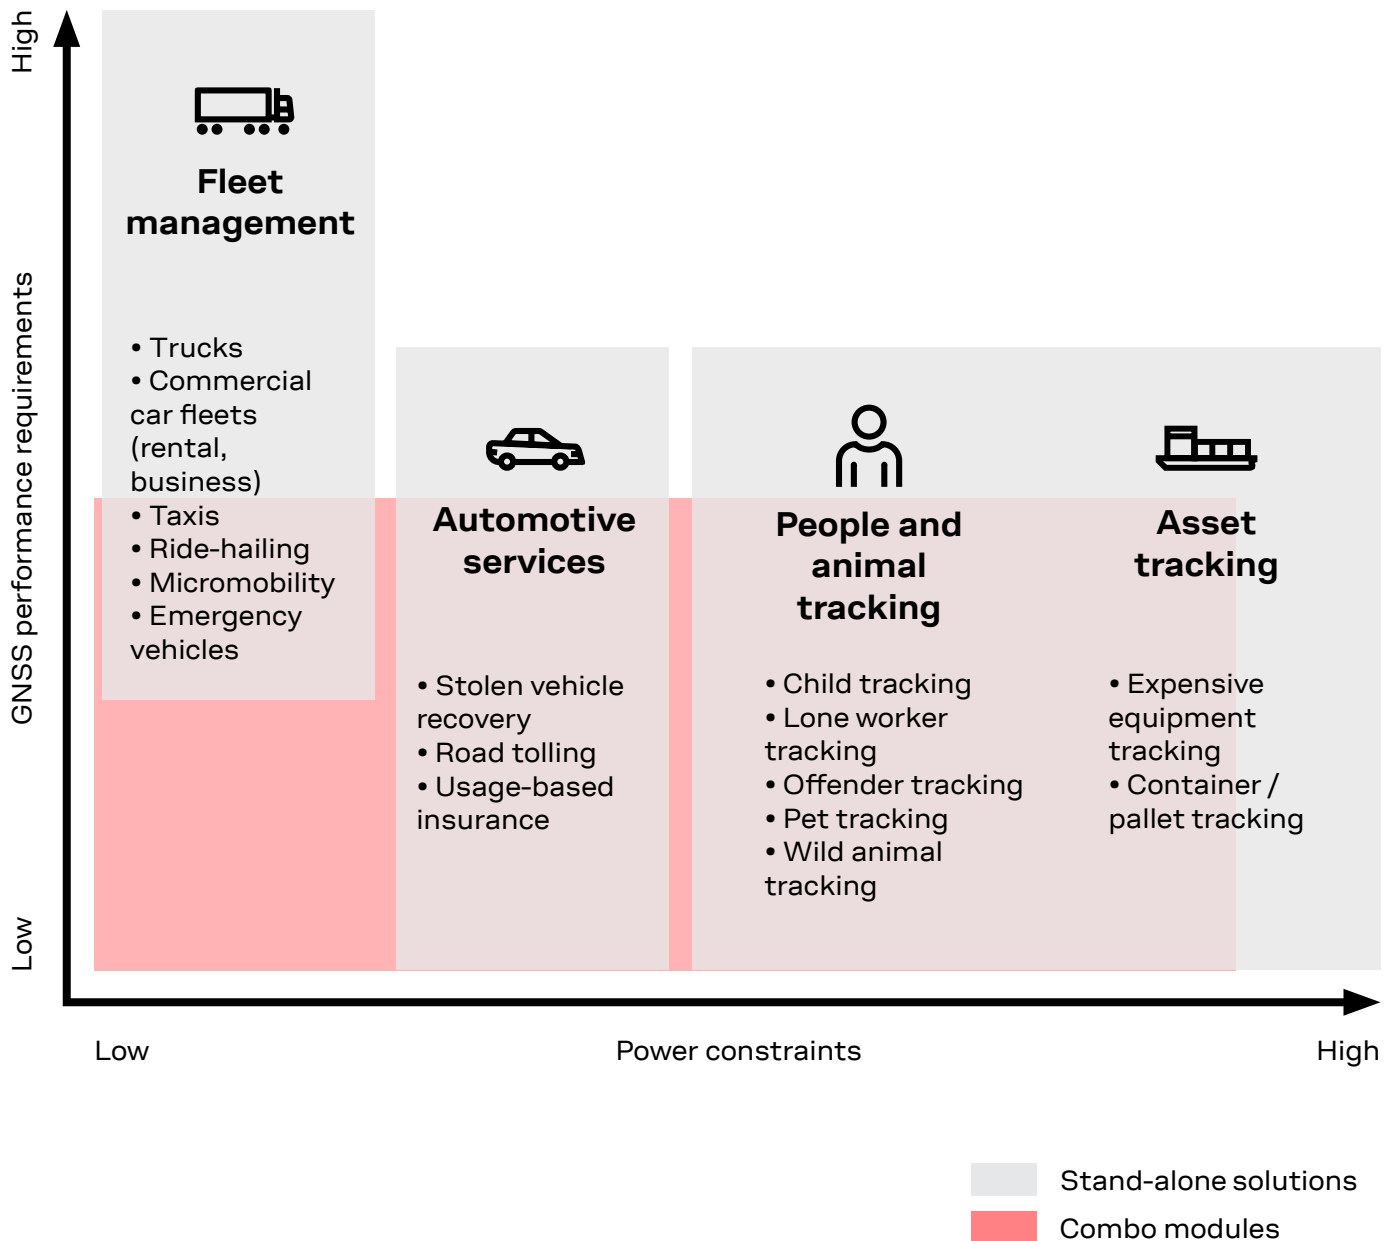 High
GNSS performance requirements
Low
Fleet
management
• Trucks
• Commercial
car fleets
(rental,
business)
• Taxis
• Ride-hailing
• Micromobility
• Emergency
vehicles
Automotive
services
• Stolen vehicle
recovery
• Road tolling
• Usage-based
insurance
People and
animal
tracking
• Child tracking
• Lone worker
tracking
• Offender tracking
• Pet tracking
• Wild animal
tracking
Asset
tracking
• Expensive
equipment
tracking
• Container /
pallet tracking
Low
Power constraints
High
Stand-alone solutions
Combo modules